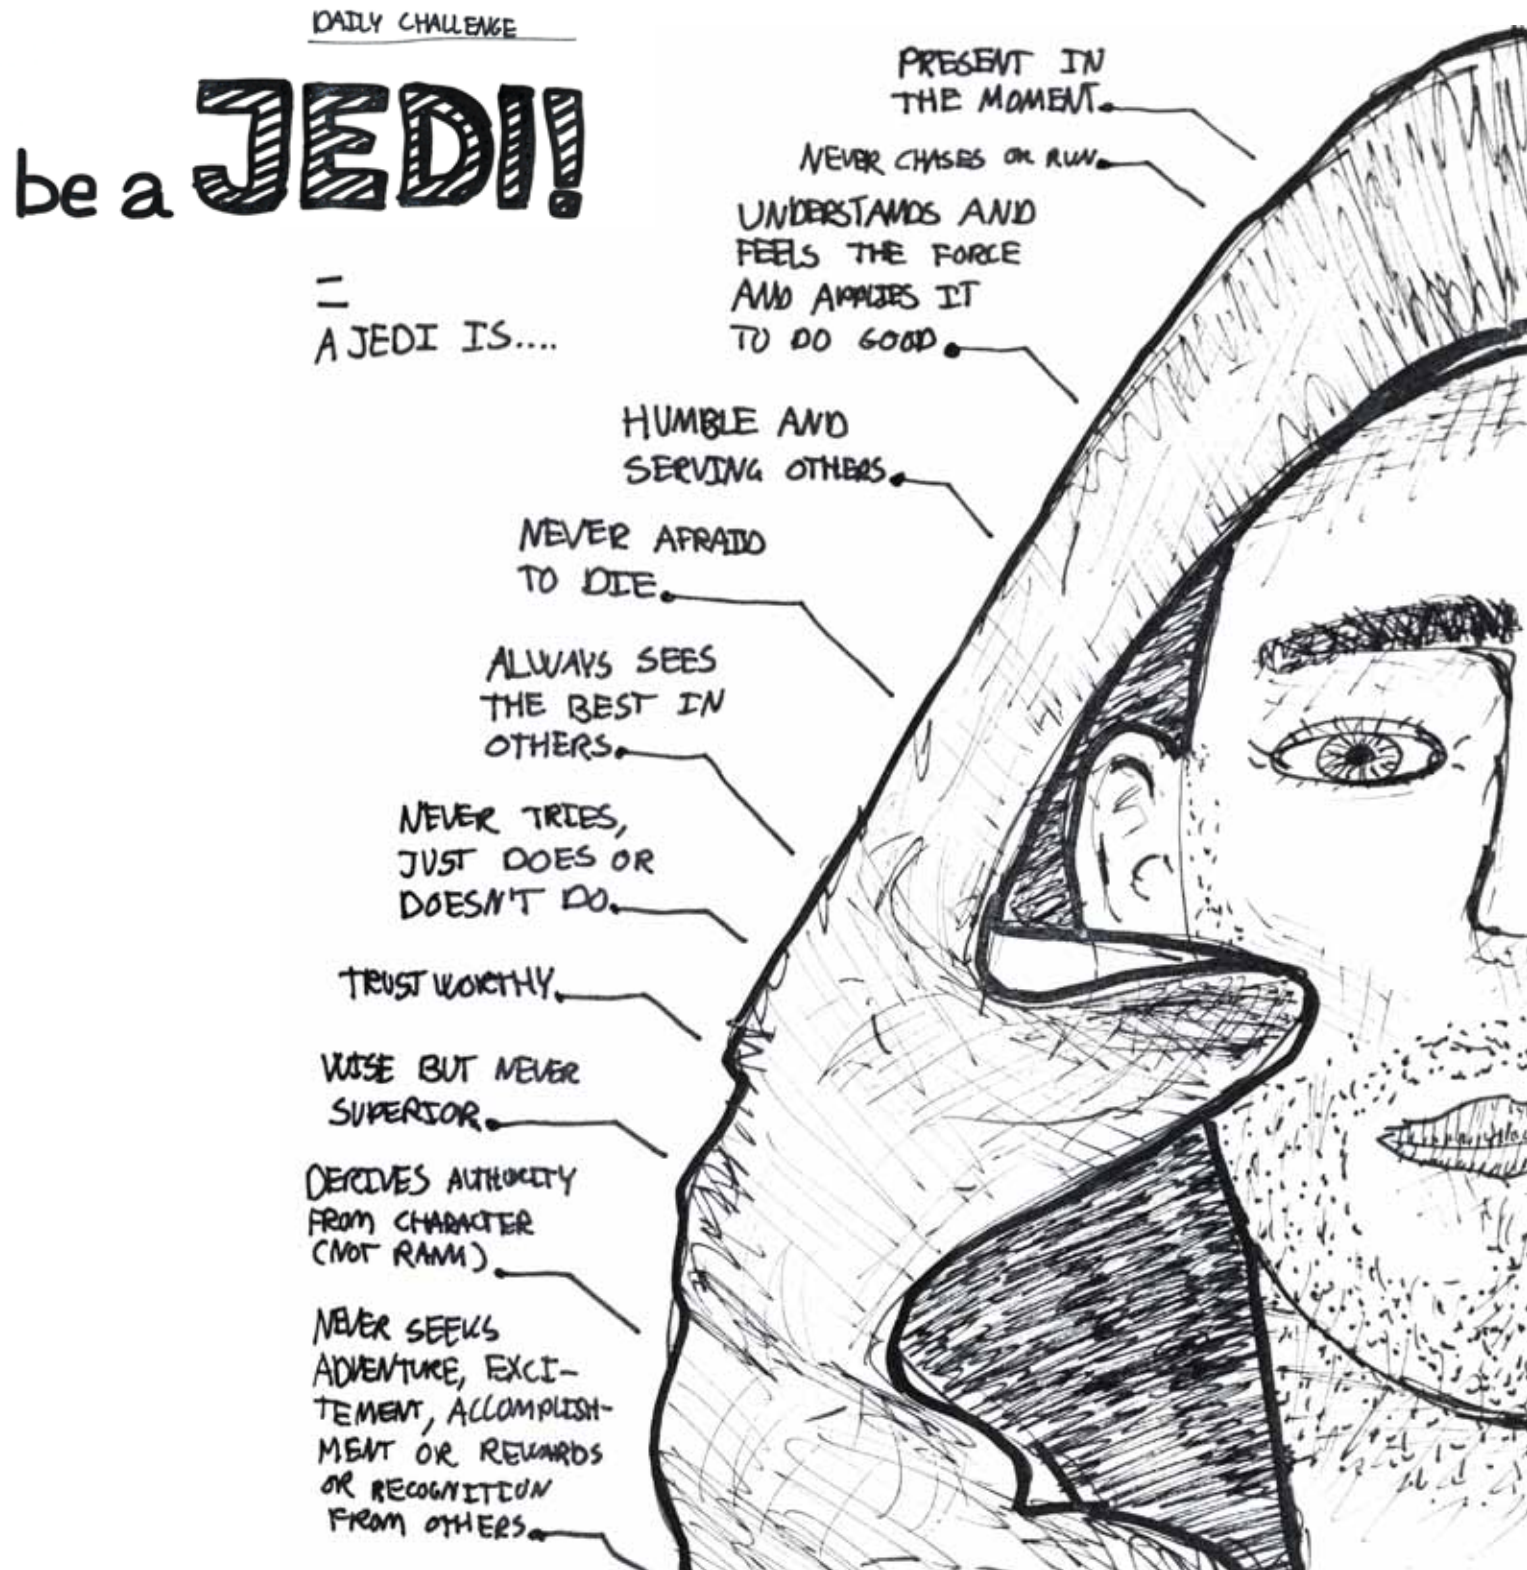 DAILY CHALLENGE
be a JEDI!
A JEDI IS....
PRESENT IN
THE MOMENT
NEVER CHASES OR RUN
UNDERSTANDS AND
FEELS THE FORCE
AND APPLIES IT
TO DO GOOD
HUMBLE AND
SERVING OTHERS
NEVER AFRAID
TO DIE
ALWAYS SEES
THE BEST IN
OTHERS
NEVER TRIES,
JUST DOES OR
DOESN'T DO
TRUSTWORTHY
WISE BUT NEVER
SUPERIOR
DERIVES AUTHORITY
FROM CHARACTER
(NOT RANK)
NEVER SEEKS
ADVENTURE, EXCI-
TEMENT, ACCOMPLISH-
MENT OR REWARDS
OR RECOGNITION
FROM OTHERS